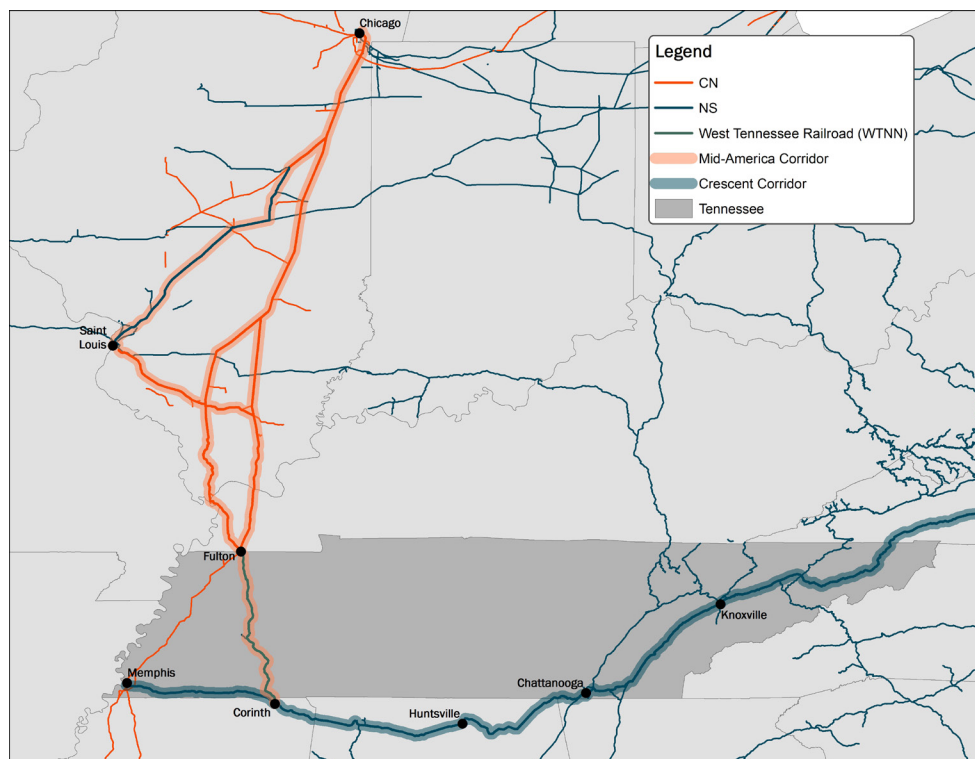 Chicago
Legend
CN
NS
West Tennessee Railroad (WTNN)
Mid-America Corridor
Crescent Corridor
Tennessee
Saint
Louis
Fulton
Knoxville
Memphis
Chattanooga
Corinth
Huntsville